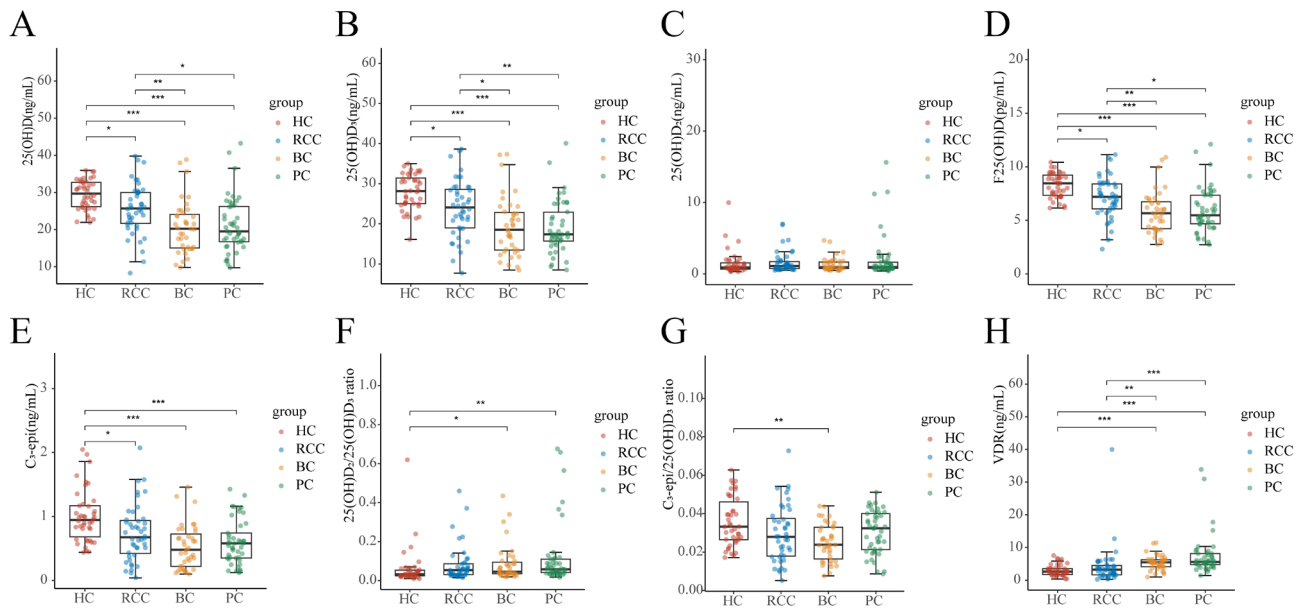 A
25(OH)D(ng/mL)
60
50
40
30
20
10
*
**
***
***
*
HC
RCC
BC
PC
group
HC
RCC
BC
PC
B
25(OH)D₃(ng/mL)
60
50
40
30
20
10
**
*
***
***
*
HC
RCC
BC
PC
group
HC
RCC
BC
PC
C
25(OH)D₂(ng/mL)
30
20
10
0
HC
RCC
BC
PC
group
HC
RCC
BC
PC
D
F25(OH)D(pg/mL)
20
15
10
5
0
*
**
***
***
*
HC
RCC
BC
PC
group
HC
RCC
BC
PC
E
C₃-epi(ng/mL)
3
2
1
0
***
***
*
HC
RCC
BC
PC
group
HC
RCC
BC
PC
F
25(OH)D₂/25(OH)D₃ ratio
1.0
0.8
0.6
0.4
0.2
0.0
**
*
HC
RCC
BC
PC
group
HC
RCC
BC
PC
G
C₃-epi/25(OH)D₃ ratio
0.10
0.08
0.06
0.04
0.02
0.00
**
HC
RCC
BC
PC
group
HC
RCC
BC
PC
H
VDR(ng/mL)
60
50
40
30
20
10
0
***
**
***
***
HC
RCC
BC
PC
group
HC
RCC
BC
PC